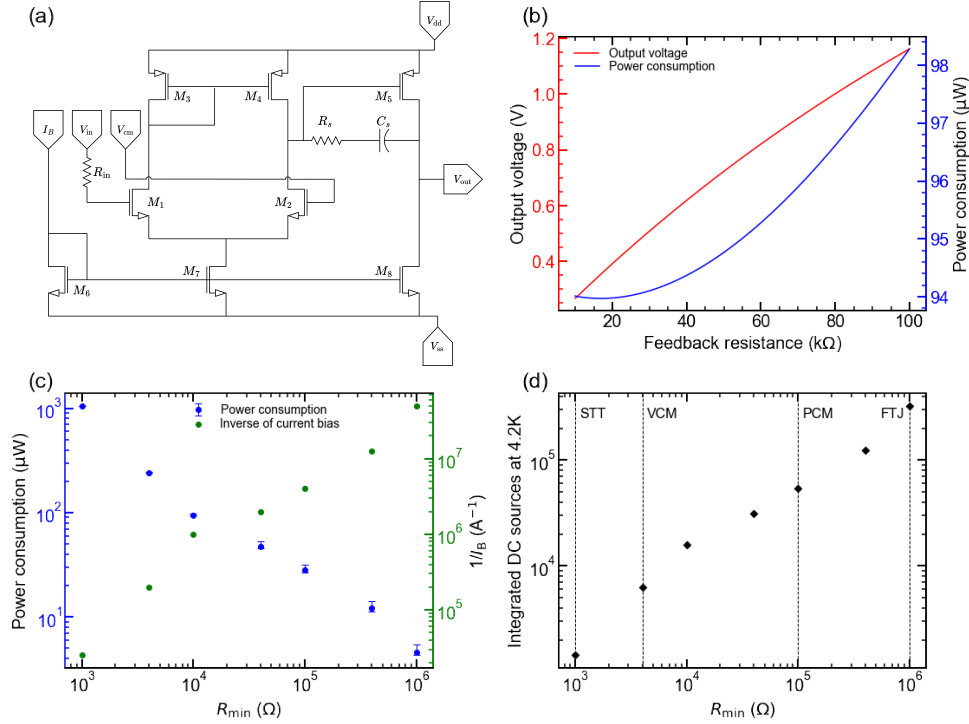 (a)
V_dd
M_3
M_4
M_5
I_B
V_in
V_cm
R_s
C_s
R_in
V_out
M_1
M_2
M_7
M_8
M_6
V_ss
(b)
Output voltage
Power consumption
Output voltage (V)
1.2
1.0
0.8
0.6
0.4
20
40
60
80
100
Feedback resistance (kΩ)
98
97
96
95
94
Power consumption (μW)
(c)
Power consumption
Inverse of current bias
Power consumption (μW)
10^3
10^2
10^1
10^7
10^6
10^5
1/I_B (A^−1)
10^3
10^4
10^5
10^6
R_min (Ω)
(d)
STT
VCM
PCM
FTJ
Integrated DC sources at 4.2K
10^5
10^4
10^3
10^4
10^5
10^6
R_min (Ω)